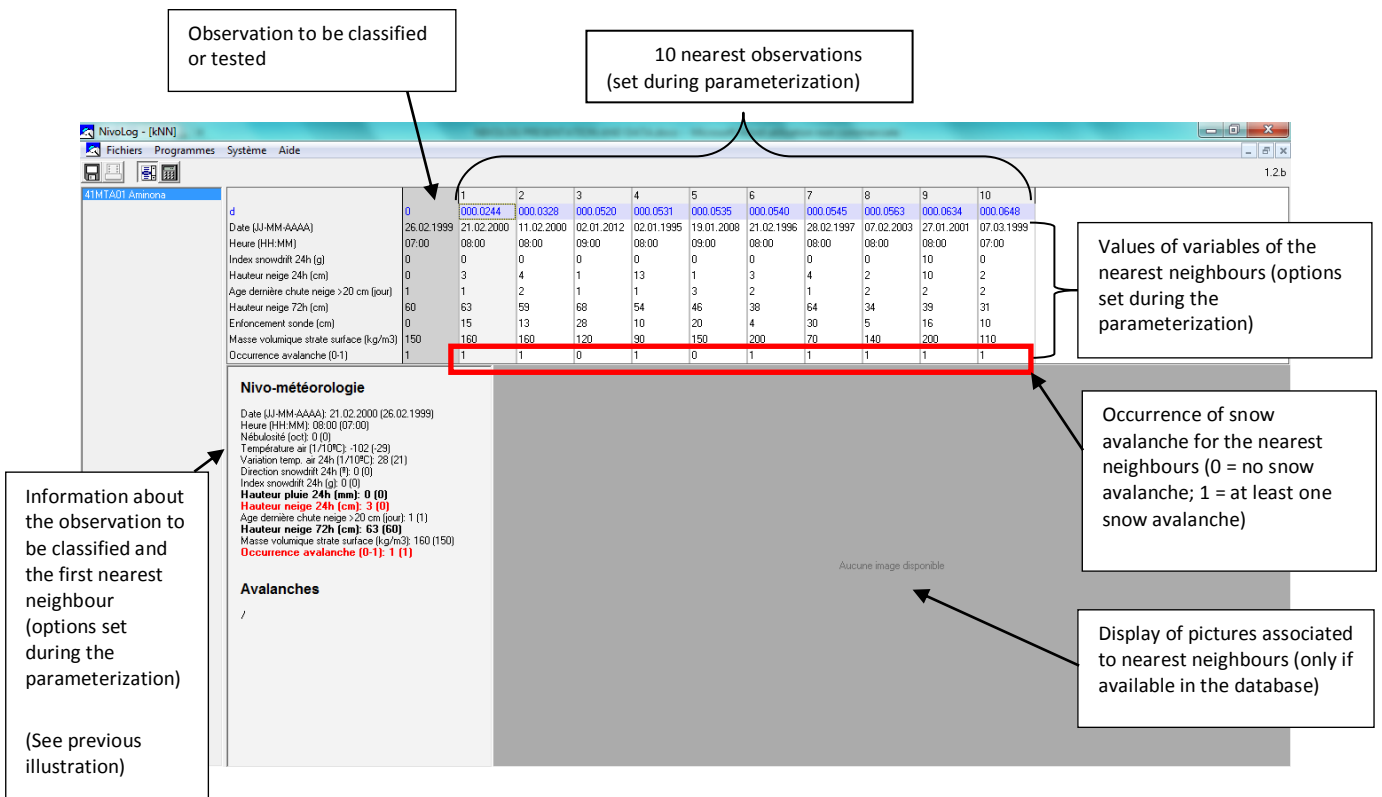 Observation to be classified
or tested
10 nearest observations
(set during parameterization)
NivoLog - [kNN]
Fichiers Programmes Système Aide
1.2.b
41MTA01 Aminona
1 2 3 4 5 6 7 8 9 10
d 0 000.0244 000.0328 000.0520 000.0531 000.0535 000.0540 000.0545 000.0563 000.0634 000.0648
Date (JJ-MM-AAAA) 26.02.1999 21.02.2000 11.02.2000 02.01.2012 02.01.1995 19.01.2008 21.02.1996 28.02.1997 07.02.2003 27.01.2001 07.03.1999
Heure (HH:MM) 07:00 08:00 08:00 09:00 08:00 09:00 08:00 08:00 08:00 08:00 07:00
Index snowdrift 24h (g) 0 0 0 0 0 0 0 0 0 10 0
Hauteur neige 24h (cm) 0 3 4 1 13 1 3 4 2 10 2
Age dernière chute neige >20 cm (jour) 1 1 2 1 1 3 2 1 2 2 2
Hauteur neige 72h (cm) 60 63 59 68 54 46 38 64 34 39 31
Enfoncement sonde (cm) 0 15 13 28 10 20 4 30 5 16 10
Masse volumique strate surface (kg/m3) 150 160 160 120 90 150 200 70 140 200 110
Occurrence avalanche (0-1) 1 1 1 0 1 0 1 1 1 1 1
Values of variables of the
nearest neighbours (options
set during the
parameterization)
Nivo-météorologie
Date (JJ-MM-AAAA): 21.02.2000 (26.02.1999)
Heure (HH:MM): 08:00 (07:00)
Nébulosité (oct): 0 (0)
Température air (1/10ºC): -102 (-29)
Variation temp. air 24h (1/10ºC): 28 (21)
Direction snowdrift 24h (º): 0 (0)
Index snowdrift 24h (g): 0 (0)
Hauteur pluie 24h (mm): 0 (0)
Hauteur neige 24h (cm): 3 (0)
Age dernière chute neige >20 cm (jour): 1 (1)
Hauteur neige 72h (cm): 63 (60)
Masse volumique strate surface (kg/m3): 160 (150)
Occurrence avalanche (0-1): 1 (1)
Avalanches
/
Aucune image disponible
Information about
the observation to
be classified and
the first nearest
neighbour
(options set
during the
parameterization)
(See previous
illustration)
Occurrence of snow
avalanche for the nearest
neighbours (0 = no snow
avalanche; 1 = at least one
snow avalanche)
Display of pictures associated
to nearest neighbours (only if
available in the database)